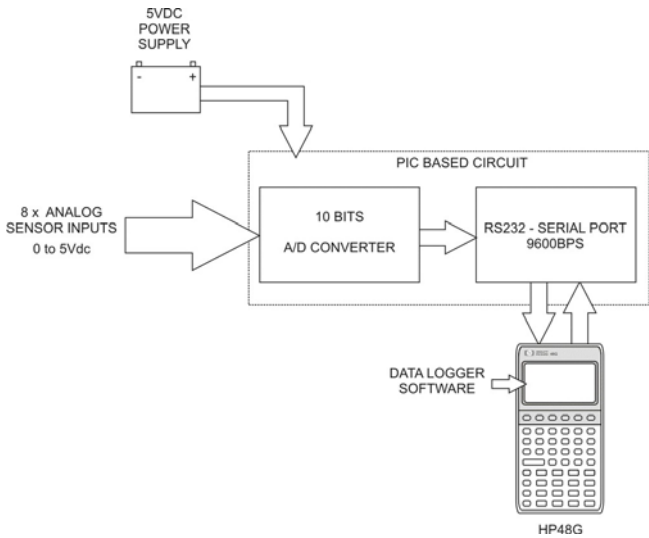 5VDC
POWER
SUPPLY
- +
PIC BASED CIRCUIT
8 x ANALOG
SENSOR INPUTS
0 to 5Vdc
10 BITS
A/D CONVERTER
RS232 - SERIAL PORT
9600BPS
DATA LOGGER
SOFTWARE
HP48G